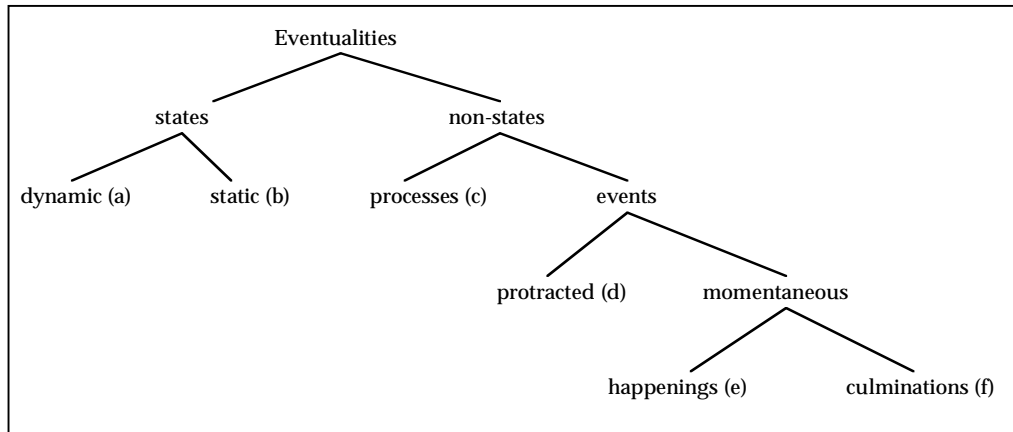 Eventualities
states non-states
dynamic (a) static (b) processes (c) events
protracted (d) momentaneous
happenings (e) culminations (f)